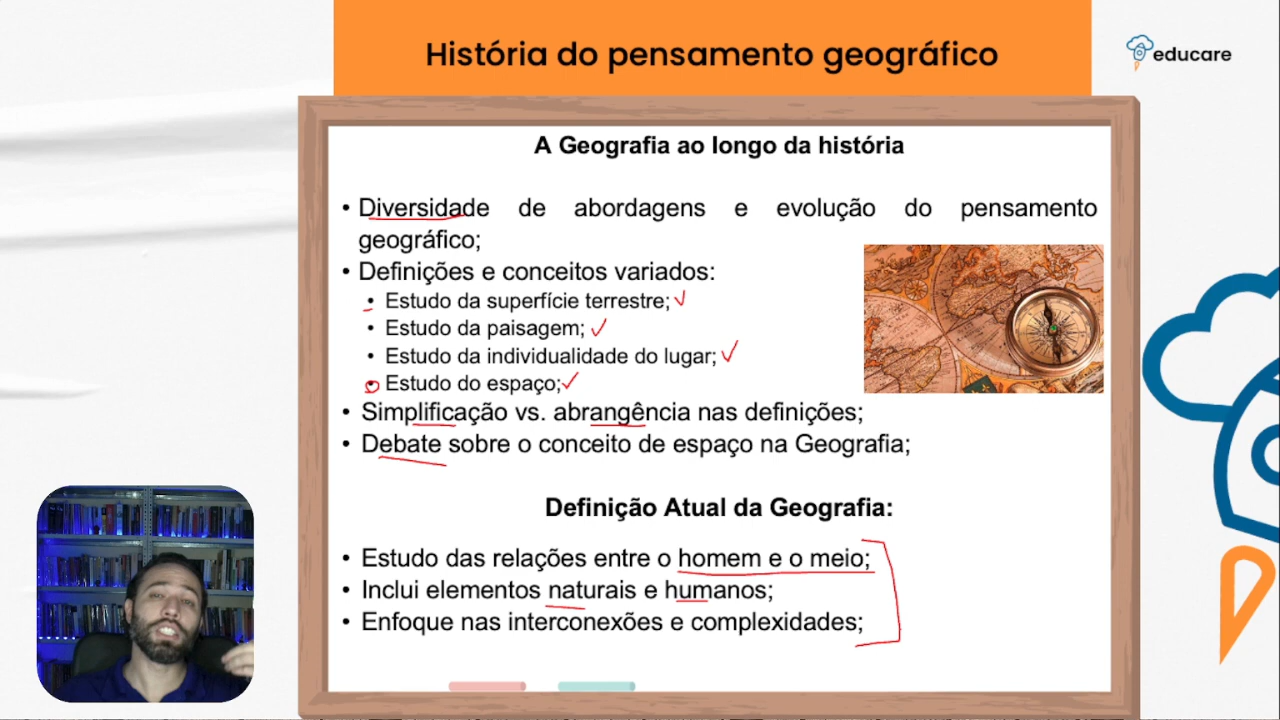 História do pensamento geográfico
educare
A Geografia ao longo da história
• Diversidade de abordagens e evolução do pensamento
geográfico;
• Definições e conceitos variados:
• Estudo da superfície terrestre;
• Estudo da paisagem;
• Estudo da individualidade do lugar;
• Estudo do espaço;
• Simplificação vs. abrangência nas definições;
• Debate sobre o conceito de espaço na Geografia;
Definição Atual da Geografia:
• Estudo das relações entre o homem e o meio;
• Inclui elementos naturais e humanos;
• Enfoque nas interconexões e complexidades;